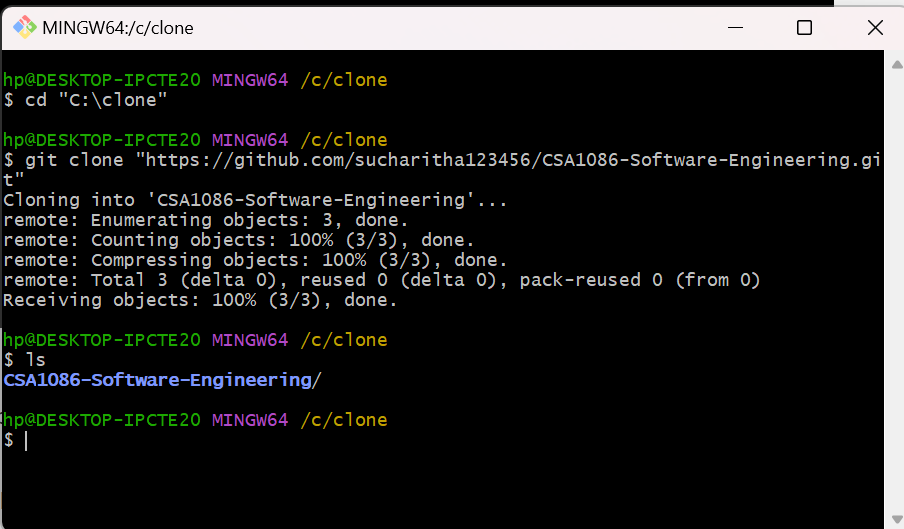 MINGW64:/c/clone
hp@DESKTOP-IPCTE20 MINGW64 /c/clone
$ cd "C:\clone"
hp@DESKTOP-IPCTE20 MINGW64 /c/clone
$ git clone "https://github.com/sucharitha123456/CSA1086-Software-Engineering.gi
t"
Cloning into 'CSA1086-Software-Engineering'...
remote: Enumerating objects: 3, done.
remote: Counting objects: 100% (3/3), done.
remote: Compressing objects: 100% (3/3), done.
remote: Total 3 (delta 0), reused 0 (delta 0), pack-reused 0 (from 0)
Receiving objects: 100% (3/3), done.
hp@DESKTOP-IPCTE20 MINGW64 /c/clone
$ ls
CSA1086-Software-Engineering/
hp@DESKTOP-IPCTE20 MINGW64 /c/clone
$